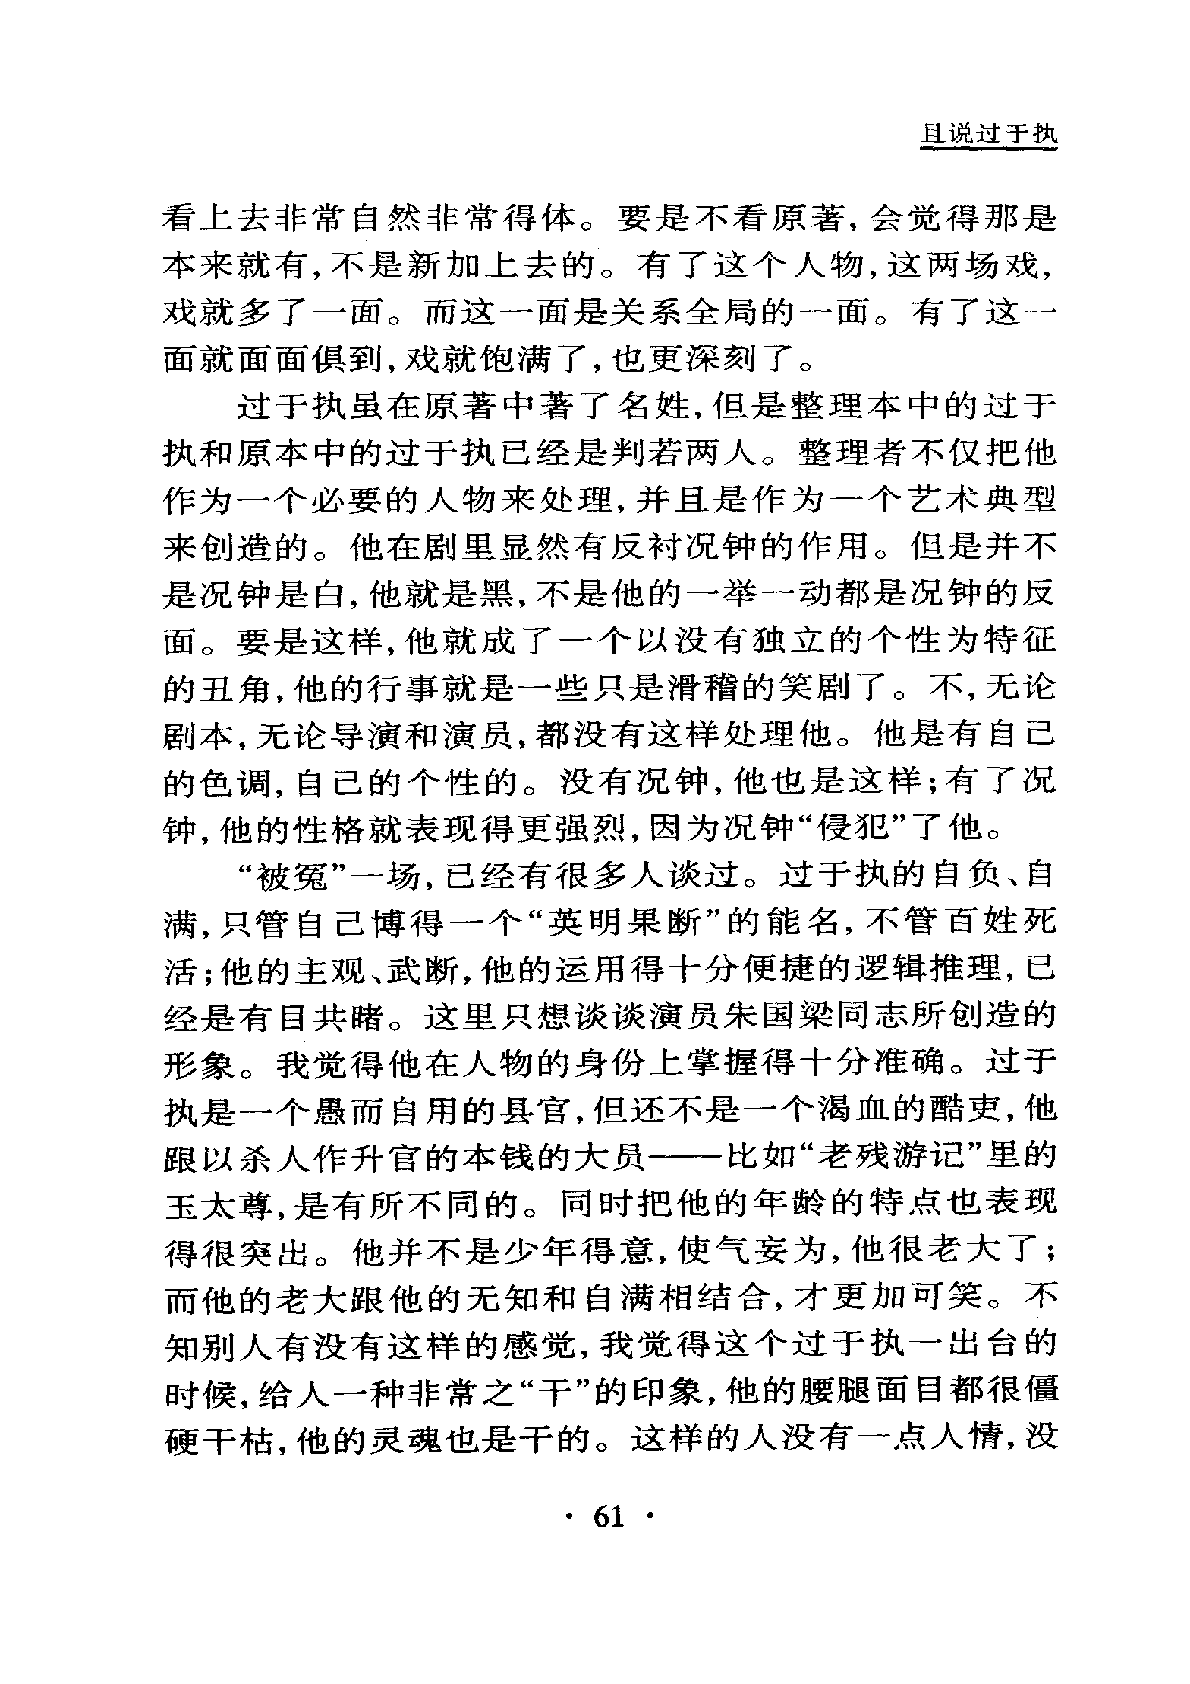 且说过于执
看上去非常自然非常得体。要是不看原著,会觉得那是
本来就有,不是新加上去的。有了这个人物,这两场戏,
戏就多了一面。而这一面是关系全局的一面。有了这一
面就面面俱到,戏就饱满了,也更深刻了。
过于执虽在原著中著了名姓,但是整理本中的过于
执和原本中的过于执已经是判若两人。整理者不仅把他
作为一个必要的人物来处理,并且是作为一个艺术典型
来创造的。他在剧里显然有反衬况钟的作用。但是并不
是况钟是白,他就是黑,不是他的一举一动都是况钟的反
面。要是这样,他就成了一个以没有独立的个性为特征
的丑角,他的行事就是一些只是滑稽的笑剧了。不,无论
剧本,无论导演和演员,都没有这样处理他。他是有自己
的色调,自己的个性的。没有况钟,他也是这样;有了况
钟,他的性格就表现得更强烈,因为况钟“侵犯”了他。
“被冤”一场,已经有很多人谈过。过于执的自负、自
满,只管自己博得一个“英明果断”的能名,不管百姓死
活;他的主观、武断,他的运用得十分便捷的逻辑推理,已
经是有目共睹。这里只想谈谈演员朱国梁同志所创造的
形象。我觉得他在人物的身份上掌握得十分准确。过于
执是一个愚而自用的县官,但还不是一个渴血的酷吏,他
跟以杀人作升官的本钱的大员——比如“老残游记”里的
玉太尊,是有所不同的。同时把他的年龄的特点也表现
得很突出。他并不是少年得意,使气妄为,他很老大了;
而他的老大跟他的无知和自满相结合,才更加可笑。不
知别人有没有这样的感觉,我觉得这个过于执一出台的
时候,给人一种非常之“干”的印象,他的腰腿面目都很僵
硬干枯,他的灵魂也是干的。这样的人没有一点人情,没
· 61 ·